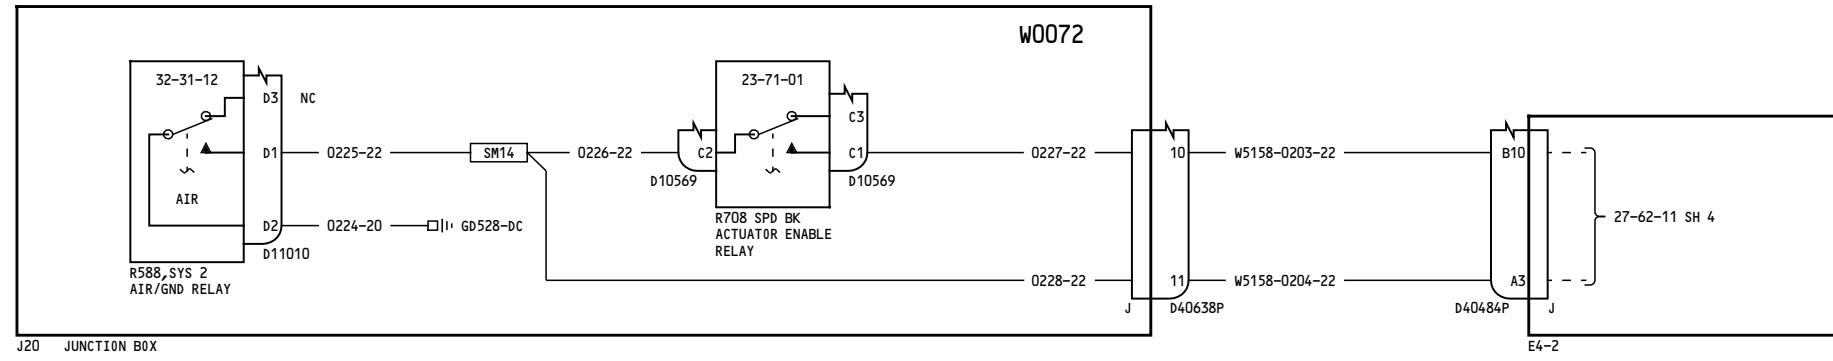 W0072
32-31-12
D3 NC
D1 0225-22 SM14 0226-22
AIR
D2 0224-20 GD528-DC
D11010
R588,SYS 2
AIR/GND RELAY
23-71-01
C3
C2 C1 0227-22
D10569 D10569
R708 SPD BK
ACTUATOR ENABLE
RELAY
0228-22
10 W5158-0203-22 B10
11 W5158-0204-22 A3
J D40638P D40484P J
27-62-11 SH 4
J20 JUNCTION BOX
E4-2